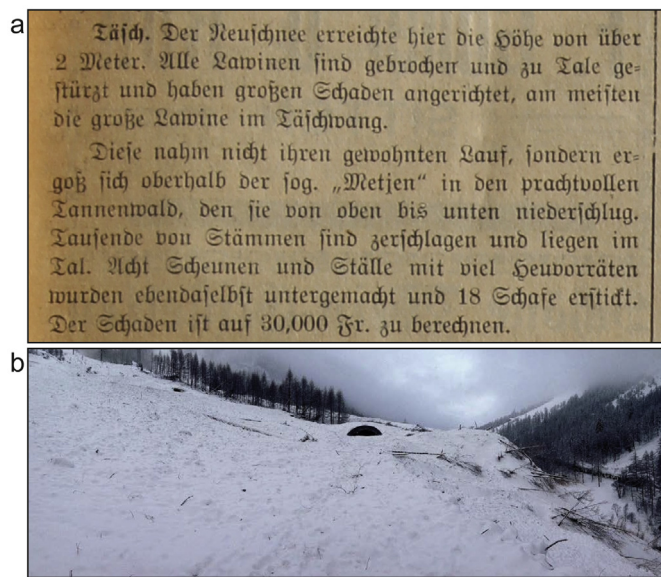 a
Täsch. Der Neuschnee erreichte hier die Höhe von über
2 Meter. Alle Lawinen sind gebrochen und zu Tale ge=
stürzt und haben großen Schaden angerichtet, am meisten
die große Lawine im Täschwang.
Diese nahm nicht ihren gewohnten Lauf, sondern er=
goß sich oberhalb der sog. „Metjen“ in den prachtvollen
Tannenwald, den sie von oben bis unten niederschlug.
Tausende von Stämmen sind zerschlagen und liegen im
Tal. Acht Scheunen und Ställe mit viel Heuvorräten
wurden ebendaselbst untergemacht und 18 Schafe erstickt.
Der Schaden ist auf 30,000 Fr. zu berechnen.
b